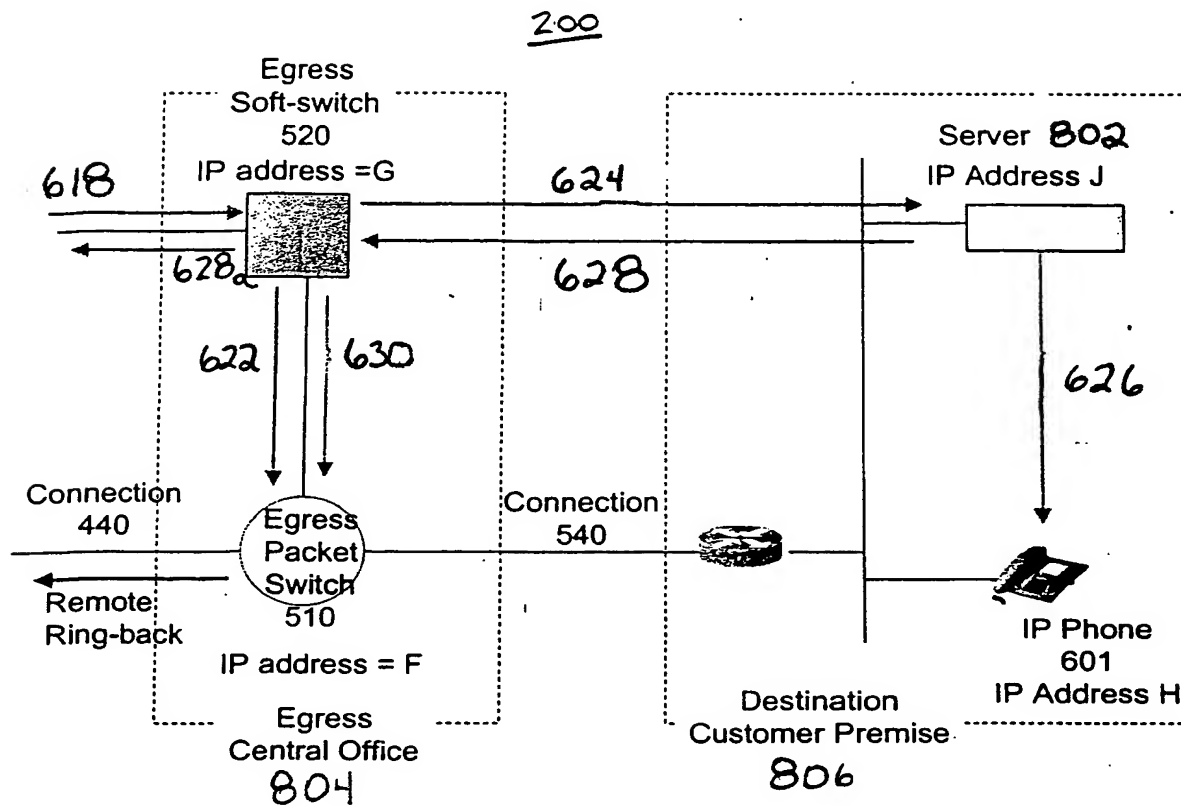 200
Egress
Soft-switch
520
IP address =G
Server 802
IP Address J
618
624
628a
628
622
630
626
Connection
440
Egress
Packet
Switch
510
Connection
540
Remote
Ring-back
IP address = F
IP Phone
601
IP Address H
Egress
Central Office
804
Destination
Customer Premise
806